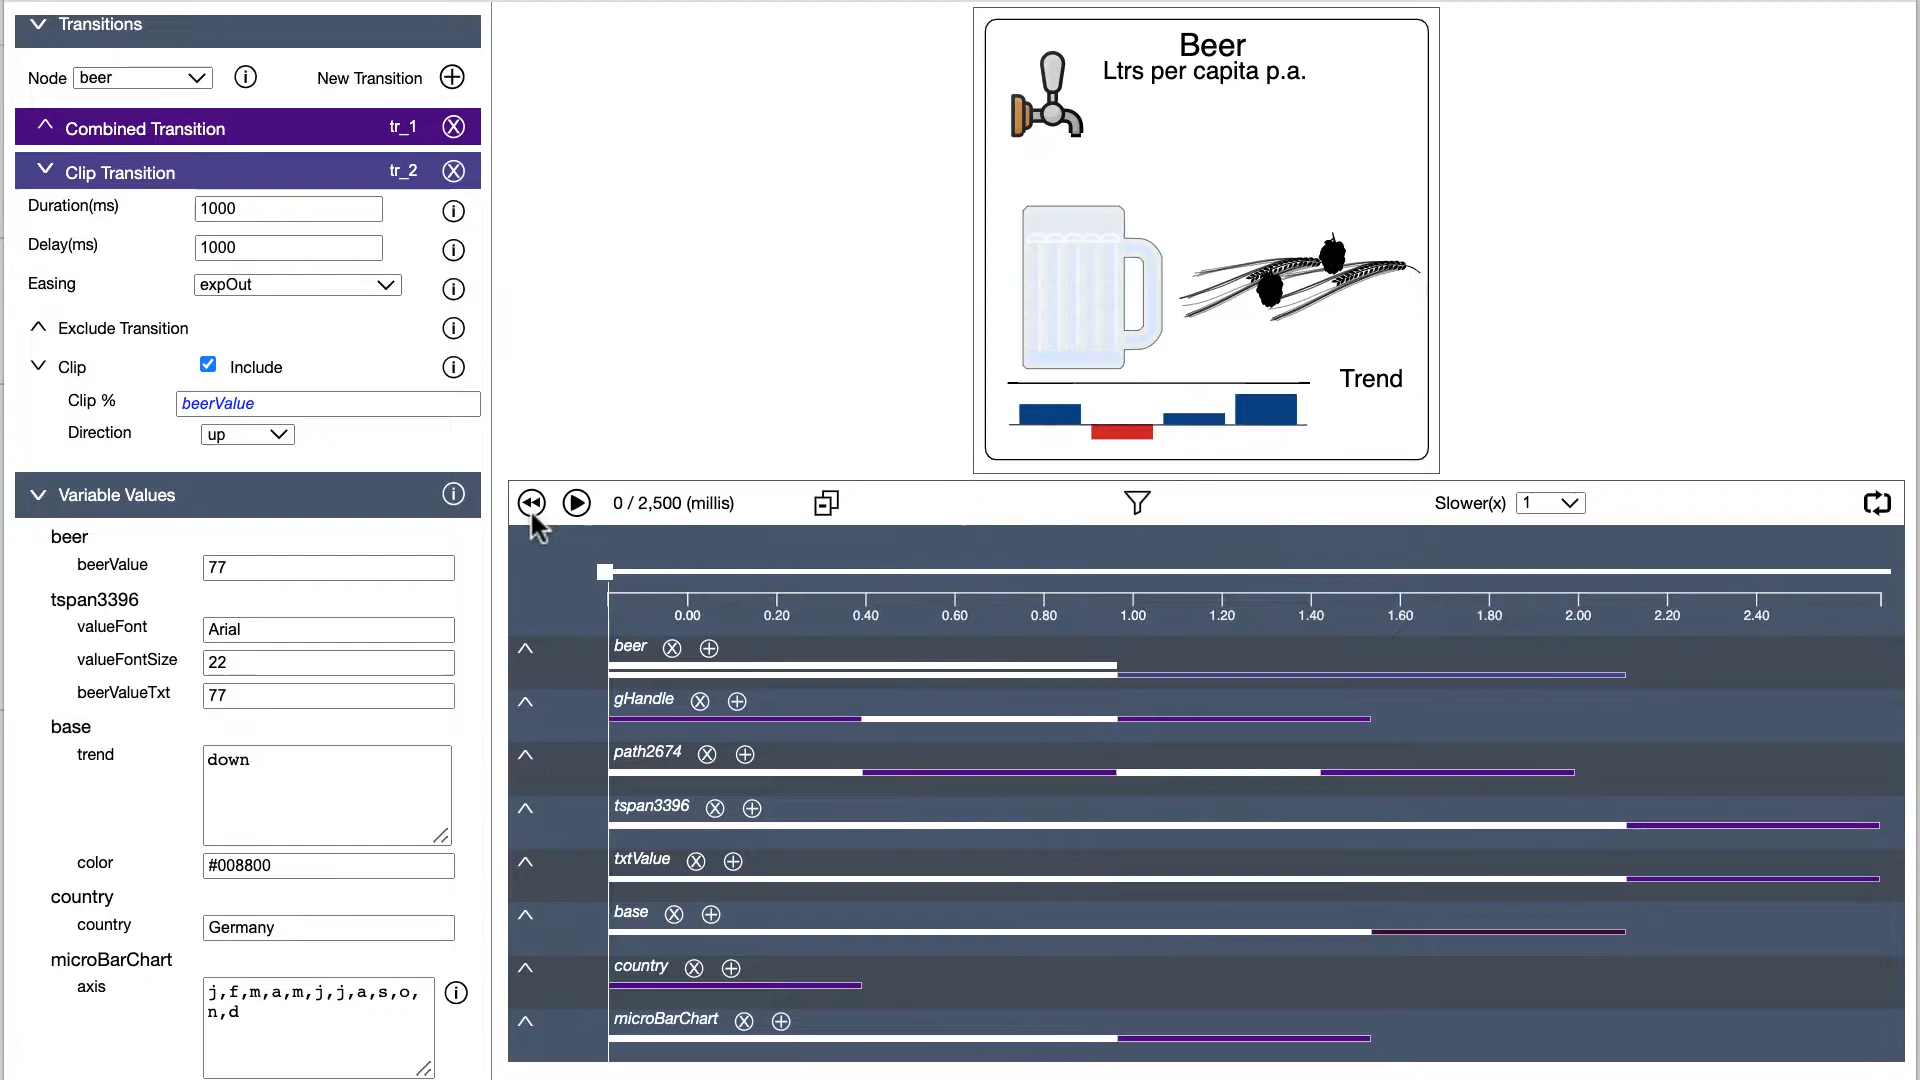 Transitions
Node beer New Transition
Combined Transition tr_1
Clip Transition tr_2
Duration(ms) 1000
Delay(ms) 1000
Easing expOut
Exclude Transition
Clip Include
Clip % beerValue
Direction up
Variable Values
beer
beerValue 77
tspan3396
valueFont Arial
valueFontSize 22
beerValueTxt 77
base
trend down
color #008800
country
country Germany
microBarChart
axis j,f,m,a,m,j,j,a,s,o,
n,d
Beer
Ltrs per capita p.a.
Trend
0 / 2,500 (millis) Slower(x) 1
0.00 0.20 0.40 0.60 0.80 1.00 1.20 1.40 1.60 1.80 2.00 2.20 2.40
beer
gHandle
path2674
tspan3396
txtValue
base
country
microBarChart